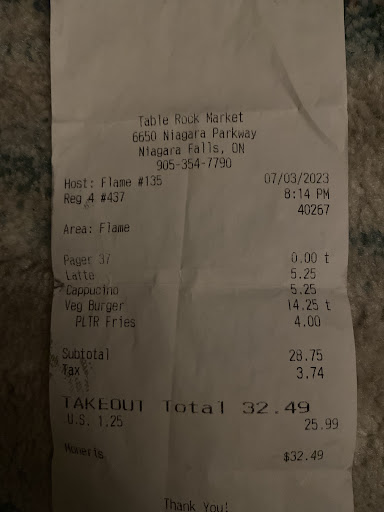 Table Rock Market
6650 Niagara Parkway
Niagara Falls, ON
905-354-7790
Host: Flame #135 07/03/2023
Reg 4 #437 8:14 PM
40267
Area: Flame
Pager 37 0.00 t
Latte 5.25
Cappucino 5.25
Veg Burger 14.25 t
PLTR Fries 4.00
Subtotal 28.75
Tax 3.74
TAKEOUT Total 32.49
U.S. 1.25 25.99
Moneris $32.49
Thank You!